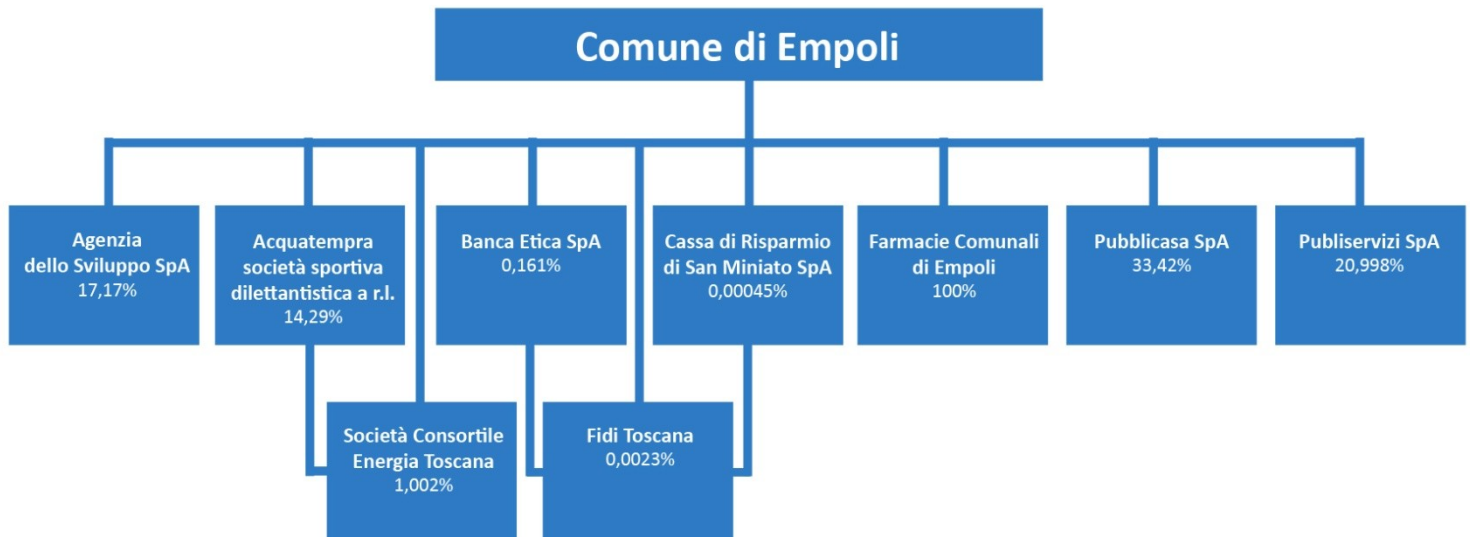 Comune di Empoli
Agenzia
dello Sviluppo SpA
17,17%
Acquatempra
società sportiva
dilettantistica a r.l.
14,29%
Banca Etica SpA
0,161%
Cassa di Risparmio
di San Miniato SpA
0,00045%
Farmacie Comunali
di Empoli
100%
Pubblicasa SpA
33,42%
Publiservizi SpA
20,998%
Società Consortile
Energia Toscana
1,002%
Fidi Toscana
0,0023%